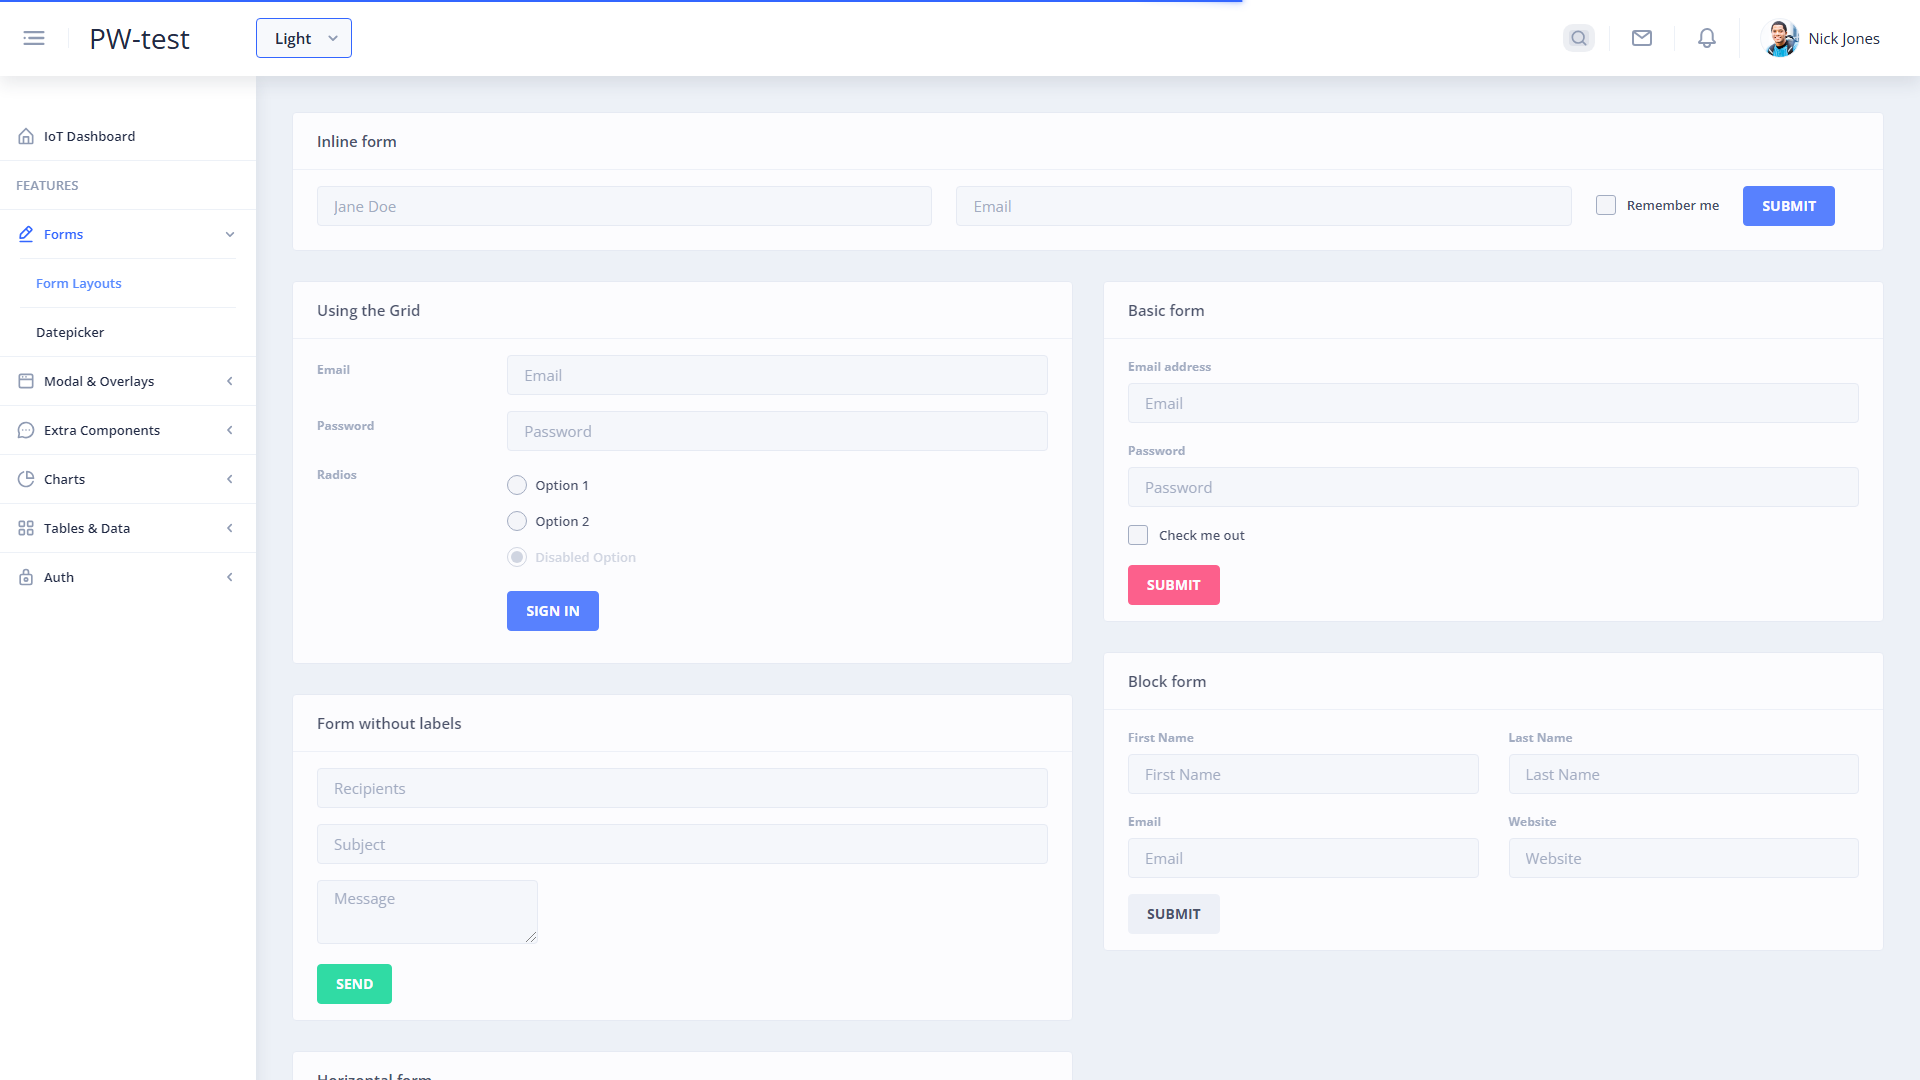 PW-test
Light
Nick Jones
IoT Dashboard
FEATURES
Forms
Form Layouts
Datepicker
Modal & Overlays
Extra Components
Charts
Tables & Data
Auth
Inline form
Jane Doe
Email
Remember me
SUBMIT
Using the Grid
Email
Email
Password
Password
Radios
Option 1
Option 2
Disabled Option
SIGN IN
Form without labels
Recipients
Subject
Message
SEND
Horizontal form
Basic form
Email address
Email
Password
Password
Check me out
SUBMIT
Block form
First Name
Last Name
First Name
Last Name
Email
Website
Email
Website
SUBMIT